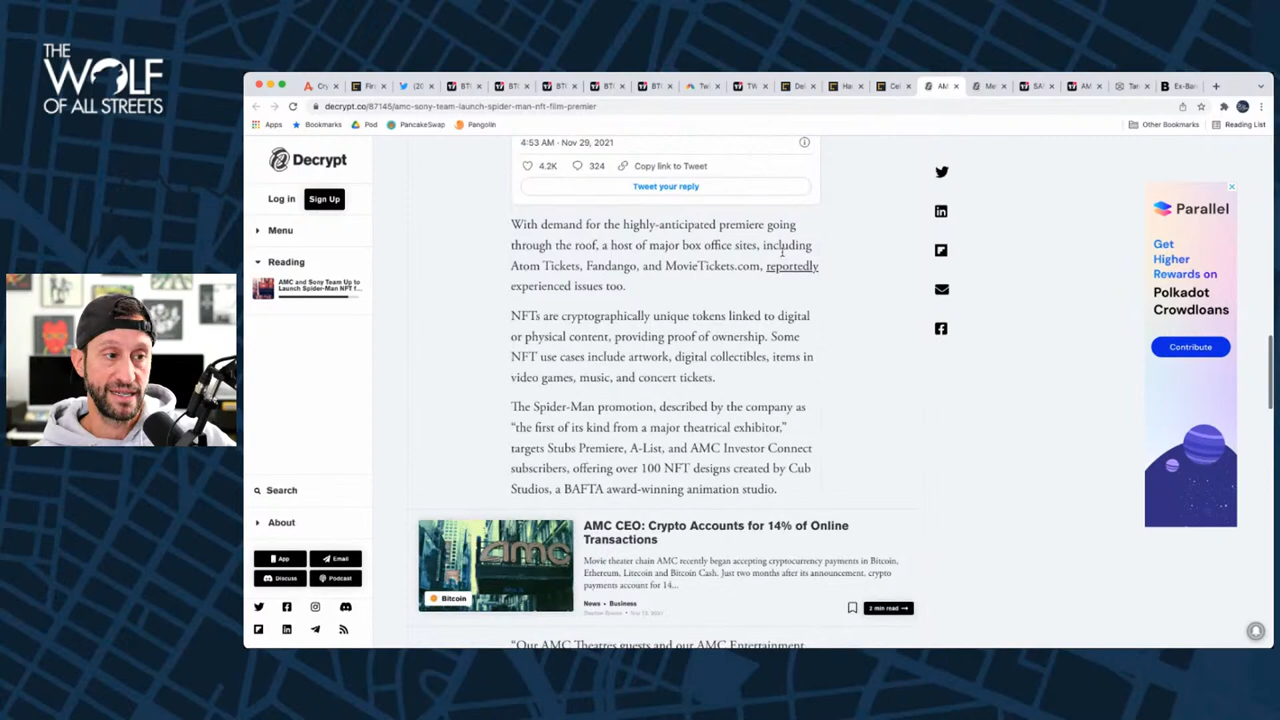 THE
WOLF
OF ALL STREETS
decrypt.co/87145/amc-sony-team-launch-spider-man-nft-film-premier
Apps
Bookmarks
Pod
PancakeSwap
Pangolin
Other Bookmarks
Reading List
Decrypt
Log in
Sign Up
Menu
Reading
AMC and Sony Team Up to
Launch Spider-Man NFT f...
Search
About
App
Email
Discuss
Podcast
4:53 AM · Nov 29, 2021
4.2K
324
Copy link to Tweet
Tweet your reply
With demand for the highly-anticipated premiere going
through the roof, a host of major box office sites, including
Atom Tickets, Fandango, and MovieTickets.com, reportedly
experienced issues too.
NFTs are cryptographically unique tokens linked to digital
or physical content, providing proof of ownership. Some
NFT use cases include artwork, digital collectibles, items in
video games, music, and concert tickets.
The Spider-Man promotion, described by the company as
“the first of its kind from a major theatrical exhibitor,”
targets Stubs Premiere, A-List, and AMC Investor Connect
subscribers, offering over 100 NFT designs created by Cub
Studios, a BAFTA award-winning animation studio.
amc
Bitcoin
AMC CEO: Crypto Accounts for 14% of Online
Transactions
Movie theater chain AMC recently began accepting cryptocurrency payments in Bitcoin,
Ethereum, Litecoin and Bitcoin Cash. Just two months after its announcement, crypto
payments account for 14...
News • Business
2 min read →
“Our AMC Theatres guests and our AMC Entertainment
Parallel
Get
Higher
Rewards on
Polkadot
Crowdloans
Contribute